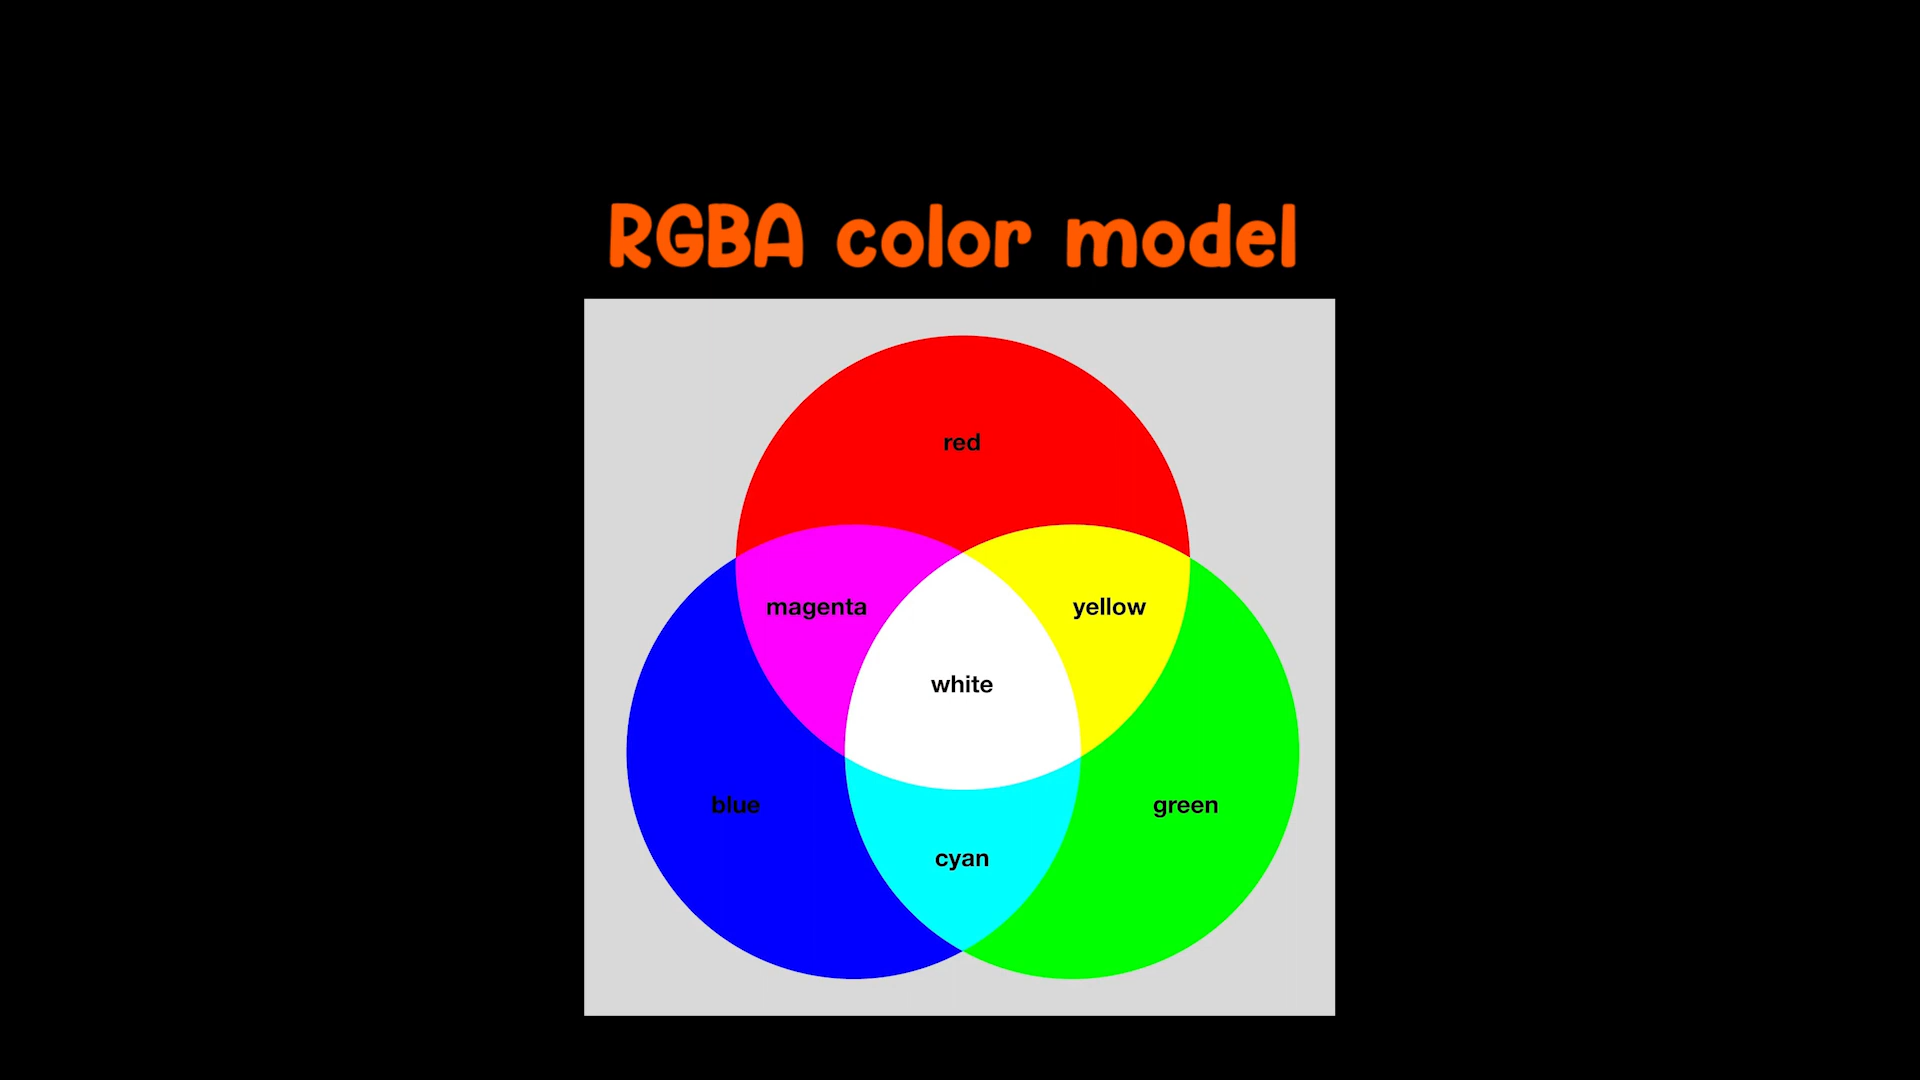 RGBA color model
red
magenta
yellow
white
blue
green
cyan